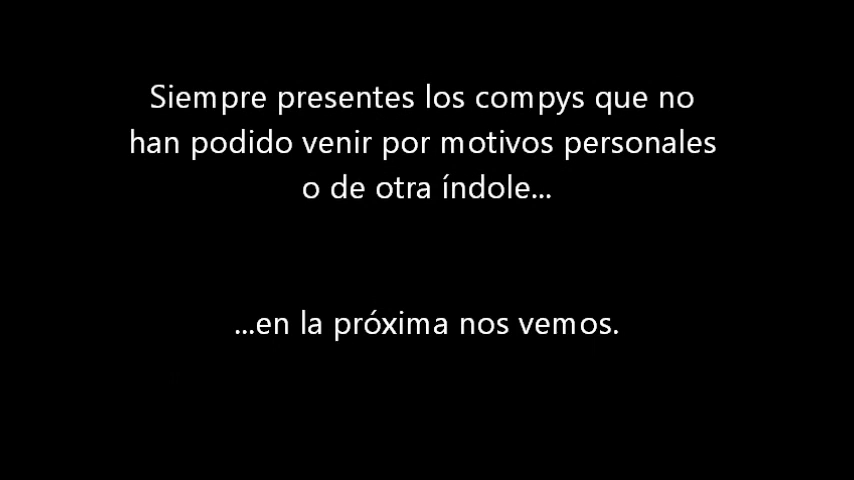 Siempre presentes los compys que no
han podido venir por motivos personales
o de otra índole...
...en la próxima nos vemos.